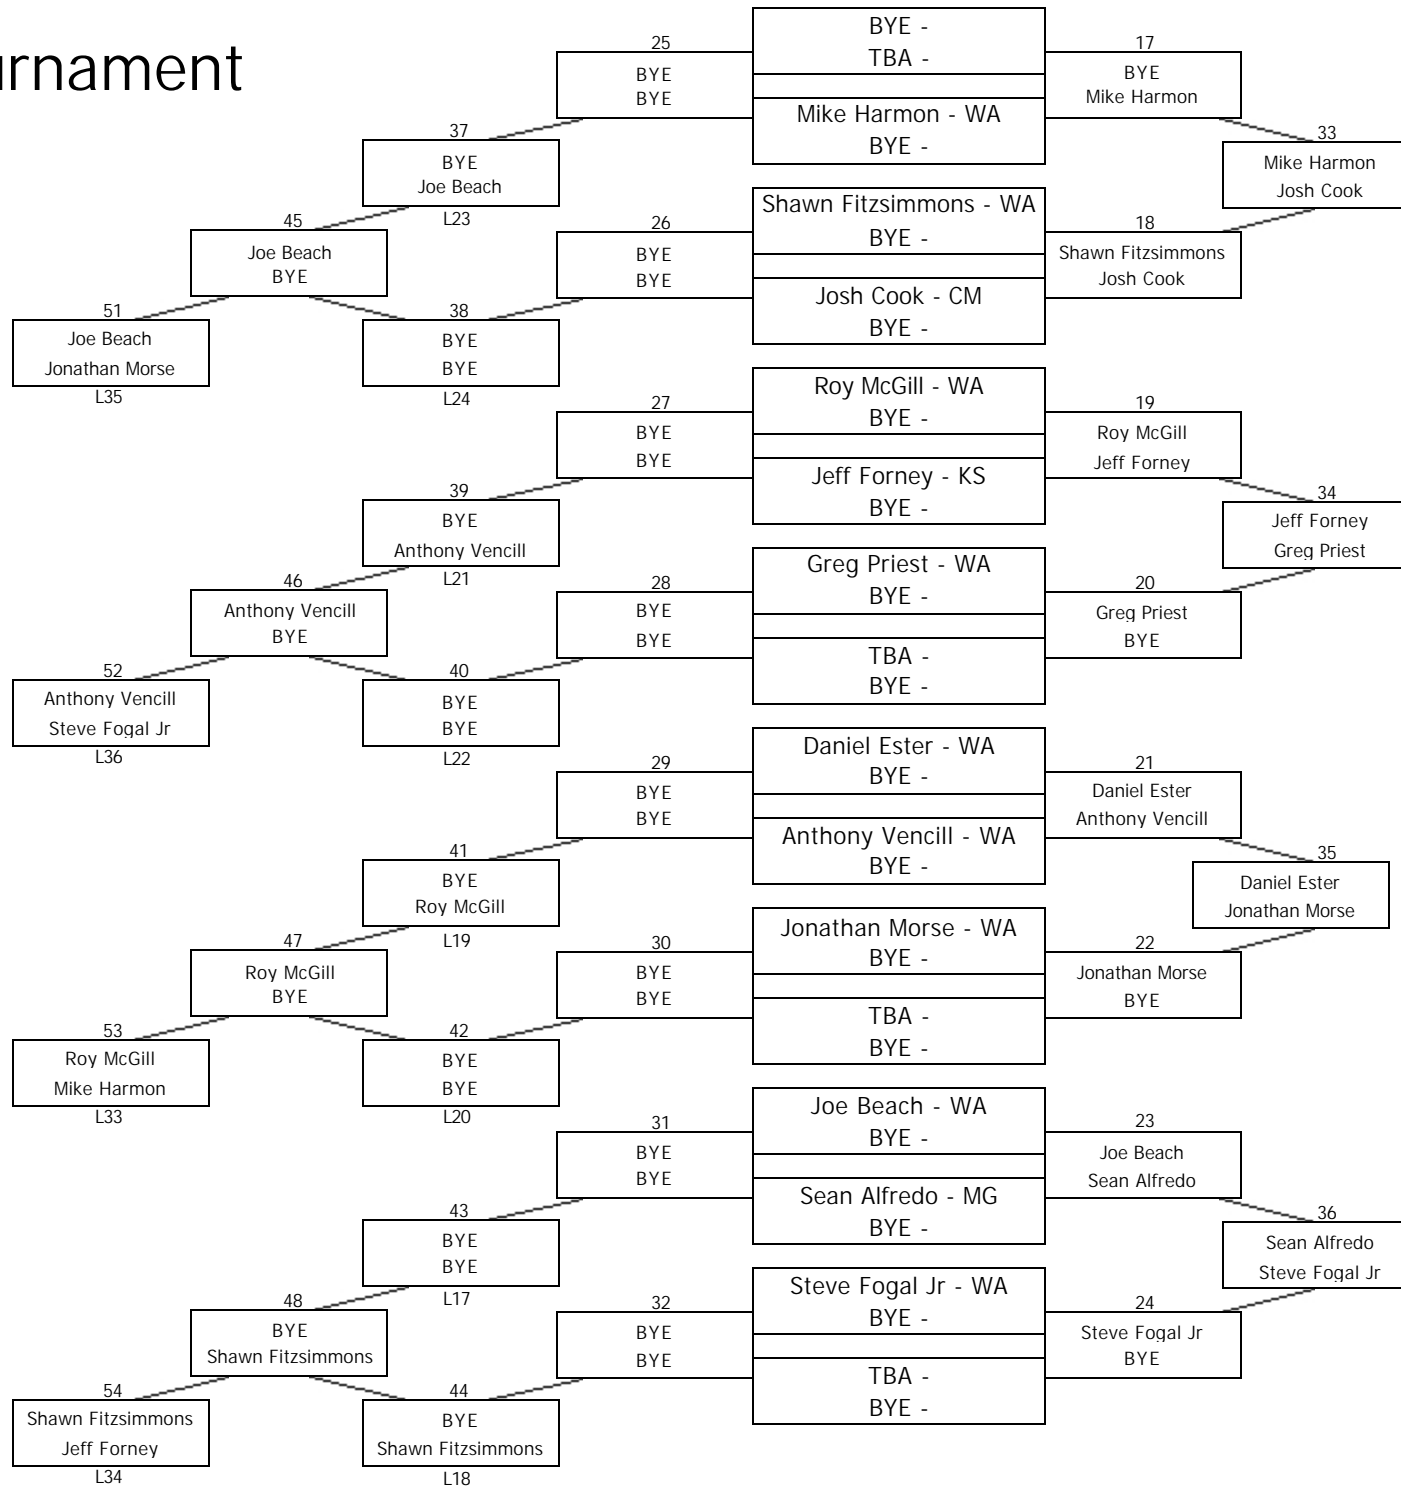 urnament
25
BYE
BYE
37
BYE
Joe Beach
L23
45
Joe Beach
BYE
26
BYE
BYE
51
Joe Beach
Jonathan Morse
L35
38
BYE
BYE
L24
27
BYE
BYE
39
BYE
Anthony Vencill
L21
46
Anthony Vencill
BYE
28
BYE
BYE
52
Anthony Vencill
Steve Fogal Jr
L36
40
BYE
BYE
L22
29
BYE
BYE
41
BYE
Roy McGill
L19
47
Roy McGill
BYE
30
BYE
BYE
53
Roy McGill
Mike Harmon
L33
42
BYE
BYE
L20
31
BYE
BYE
43
BYE
BYE
L17
48
BYE
Shawn Fitzsimmons
32
BYE
BYE
54
Shawn Fitzsimmons
Jeff Forney
L34
44
BYE
Shawn Fitzsimmons
L18
BYE -
TBA -
Mike Harmon - WA
BYE -
Shawn Fitzsimmons - WA
BYE -
Josh Cook - CM
BYE -
Roy McGill - WA
BYE -
Jeff Forney - KS
BYE -
Greg Priest - WA
BYE -
TBA -
BYE -
Daniel Ester - WA
BYE -
Anthony Vencill - WA
BYE -
Jonathan Morse - WA
BYE -
TBA -
BYE -
Joe Beach - WA
BYE -
Sean Alfredo - MG
BYE -
Steve Fogal Jr - WA
BYE -
TBA -
BYE -
17
BYE
Mike Harmon
33
Mike Harmon
Josh Cook
18
Shawn Fitzsimmons
Josh Cook
19
Roy McGill
Jeff Forney
34
Jeff Forney
Greg Priest
20
Greg Priest
BYE
21
Daniel Ester
Anthony Vencill
35
Daniel Ester
Jonathan Morse
22
Jonathan Morse
BYE
23
Joe Beach
Sean Alfredo
36
Sean Alfredo
Steve Fogal Jr
24
Steve Fogal Jr
BYE